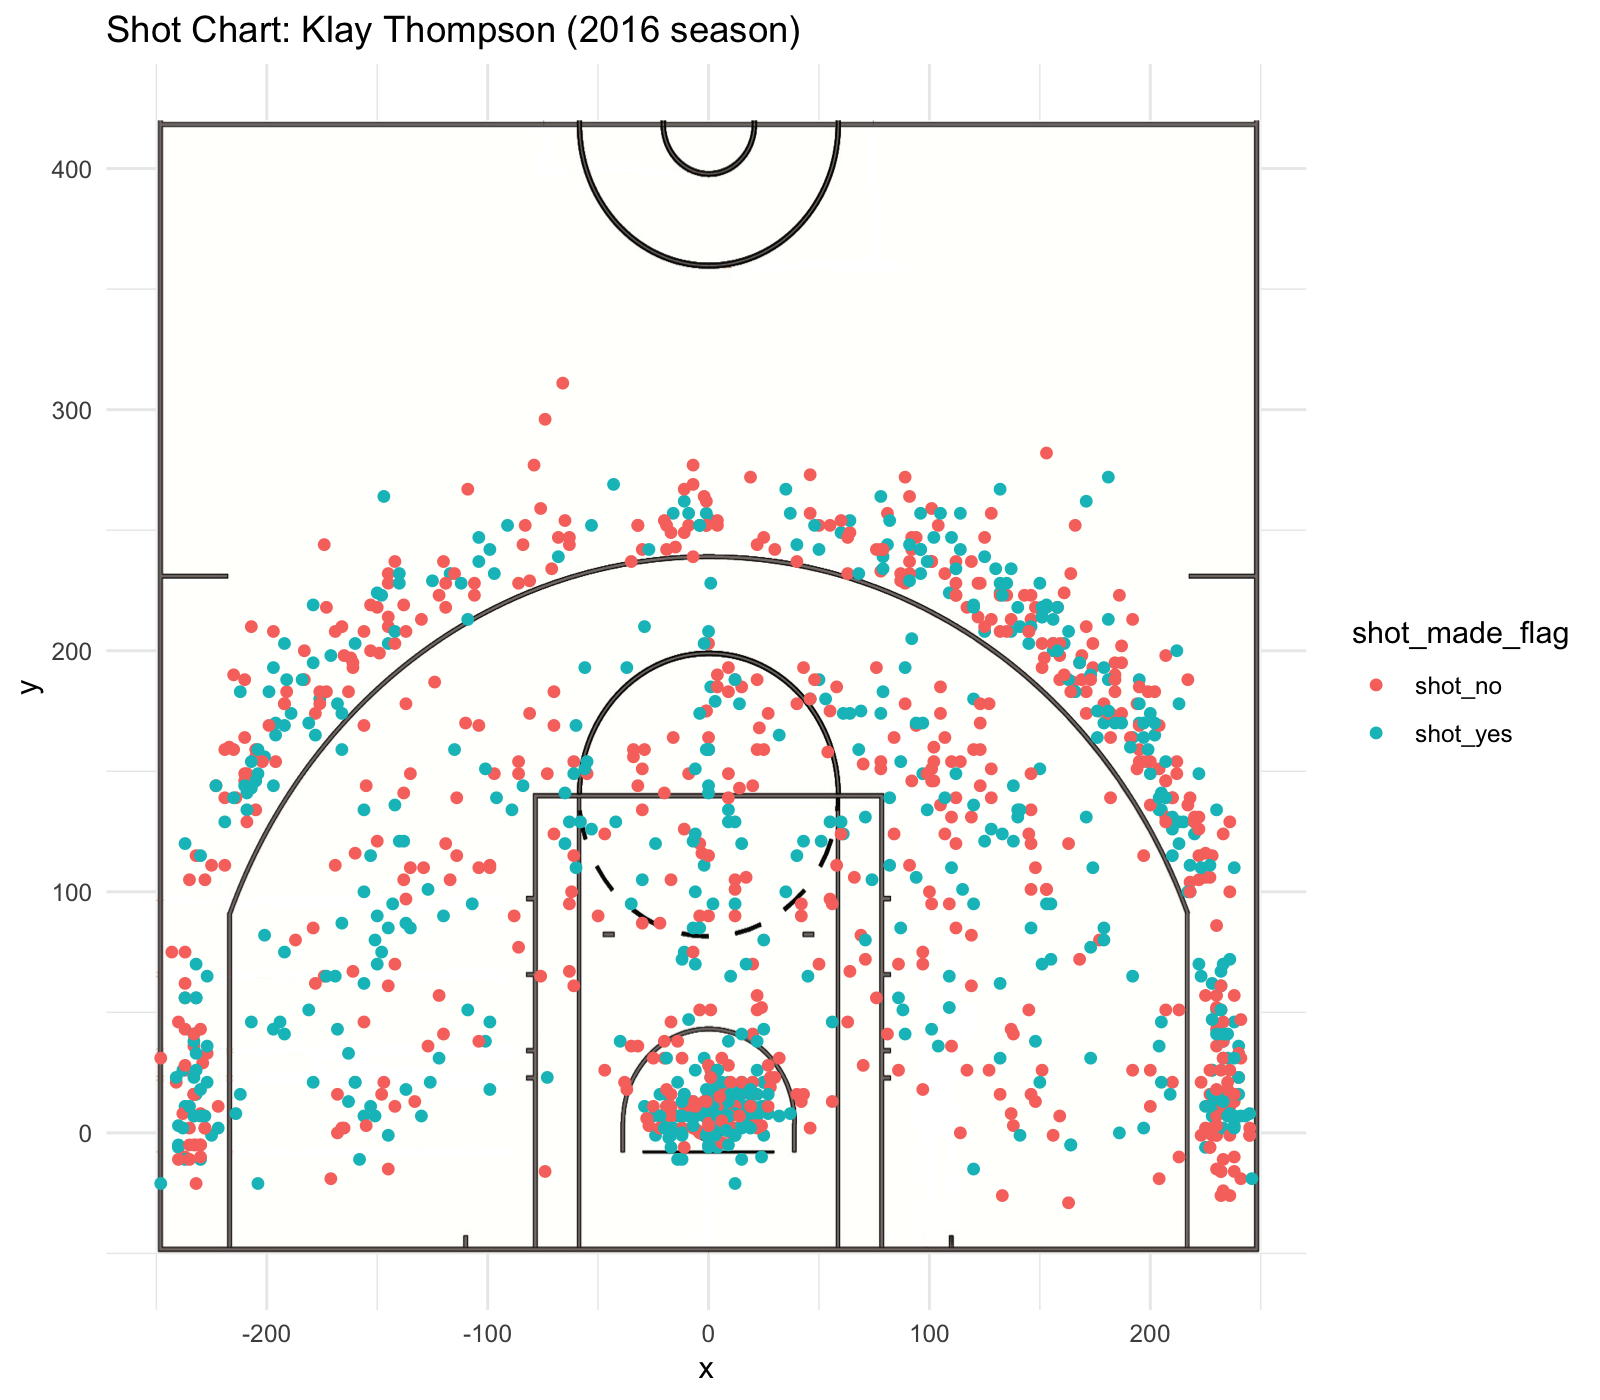 Shot Chart: Klay Thompson (2016 season)
400
300
200
100
0
y
-200 -100 0 100 200
x
shot_made_flag
shot_no
shot_yes